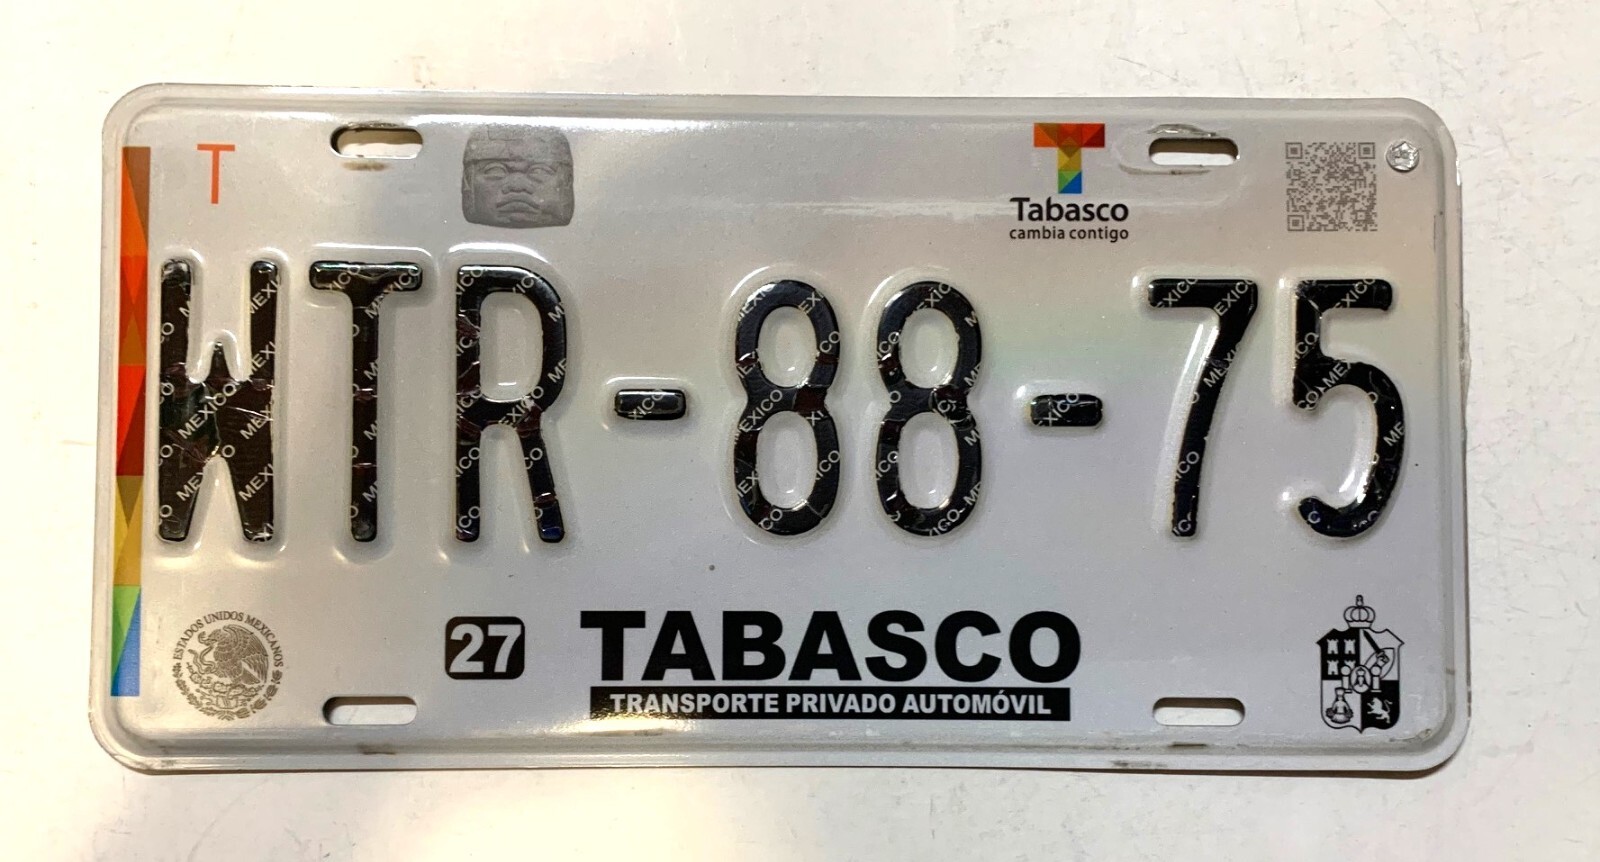 T
Tabasco
cambia contigo
WTR-88-75
ESTADOS UNIDOS MEXICANOS
27
TABASCO
TRANSPORTE PRIVADO AUTOMÓVIL